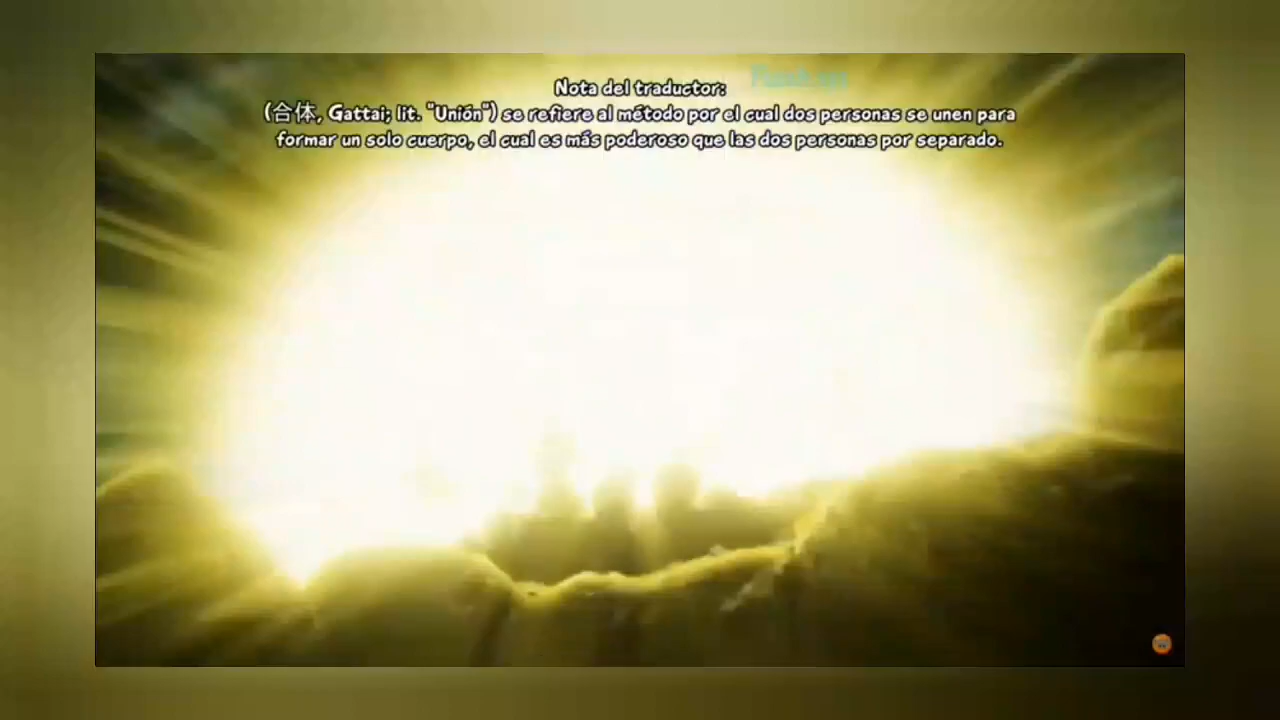 Nota del traductor:
(合体, Gattai; lit. "Unión") se refiere al método por el cual dos personas se unen para
formar un solo cuerpo, el cual es más poderoso que las dos personas por separado.